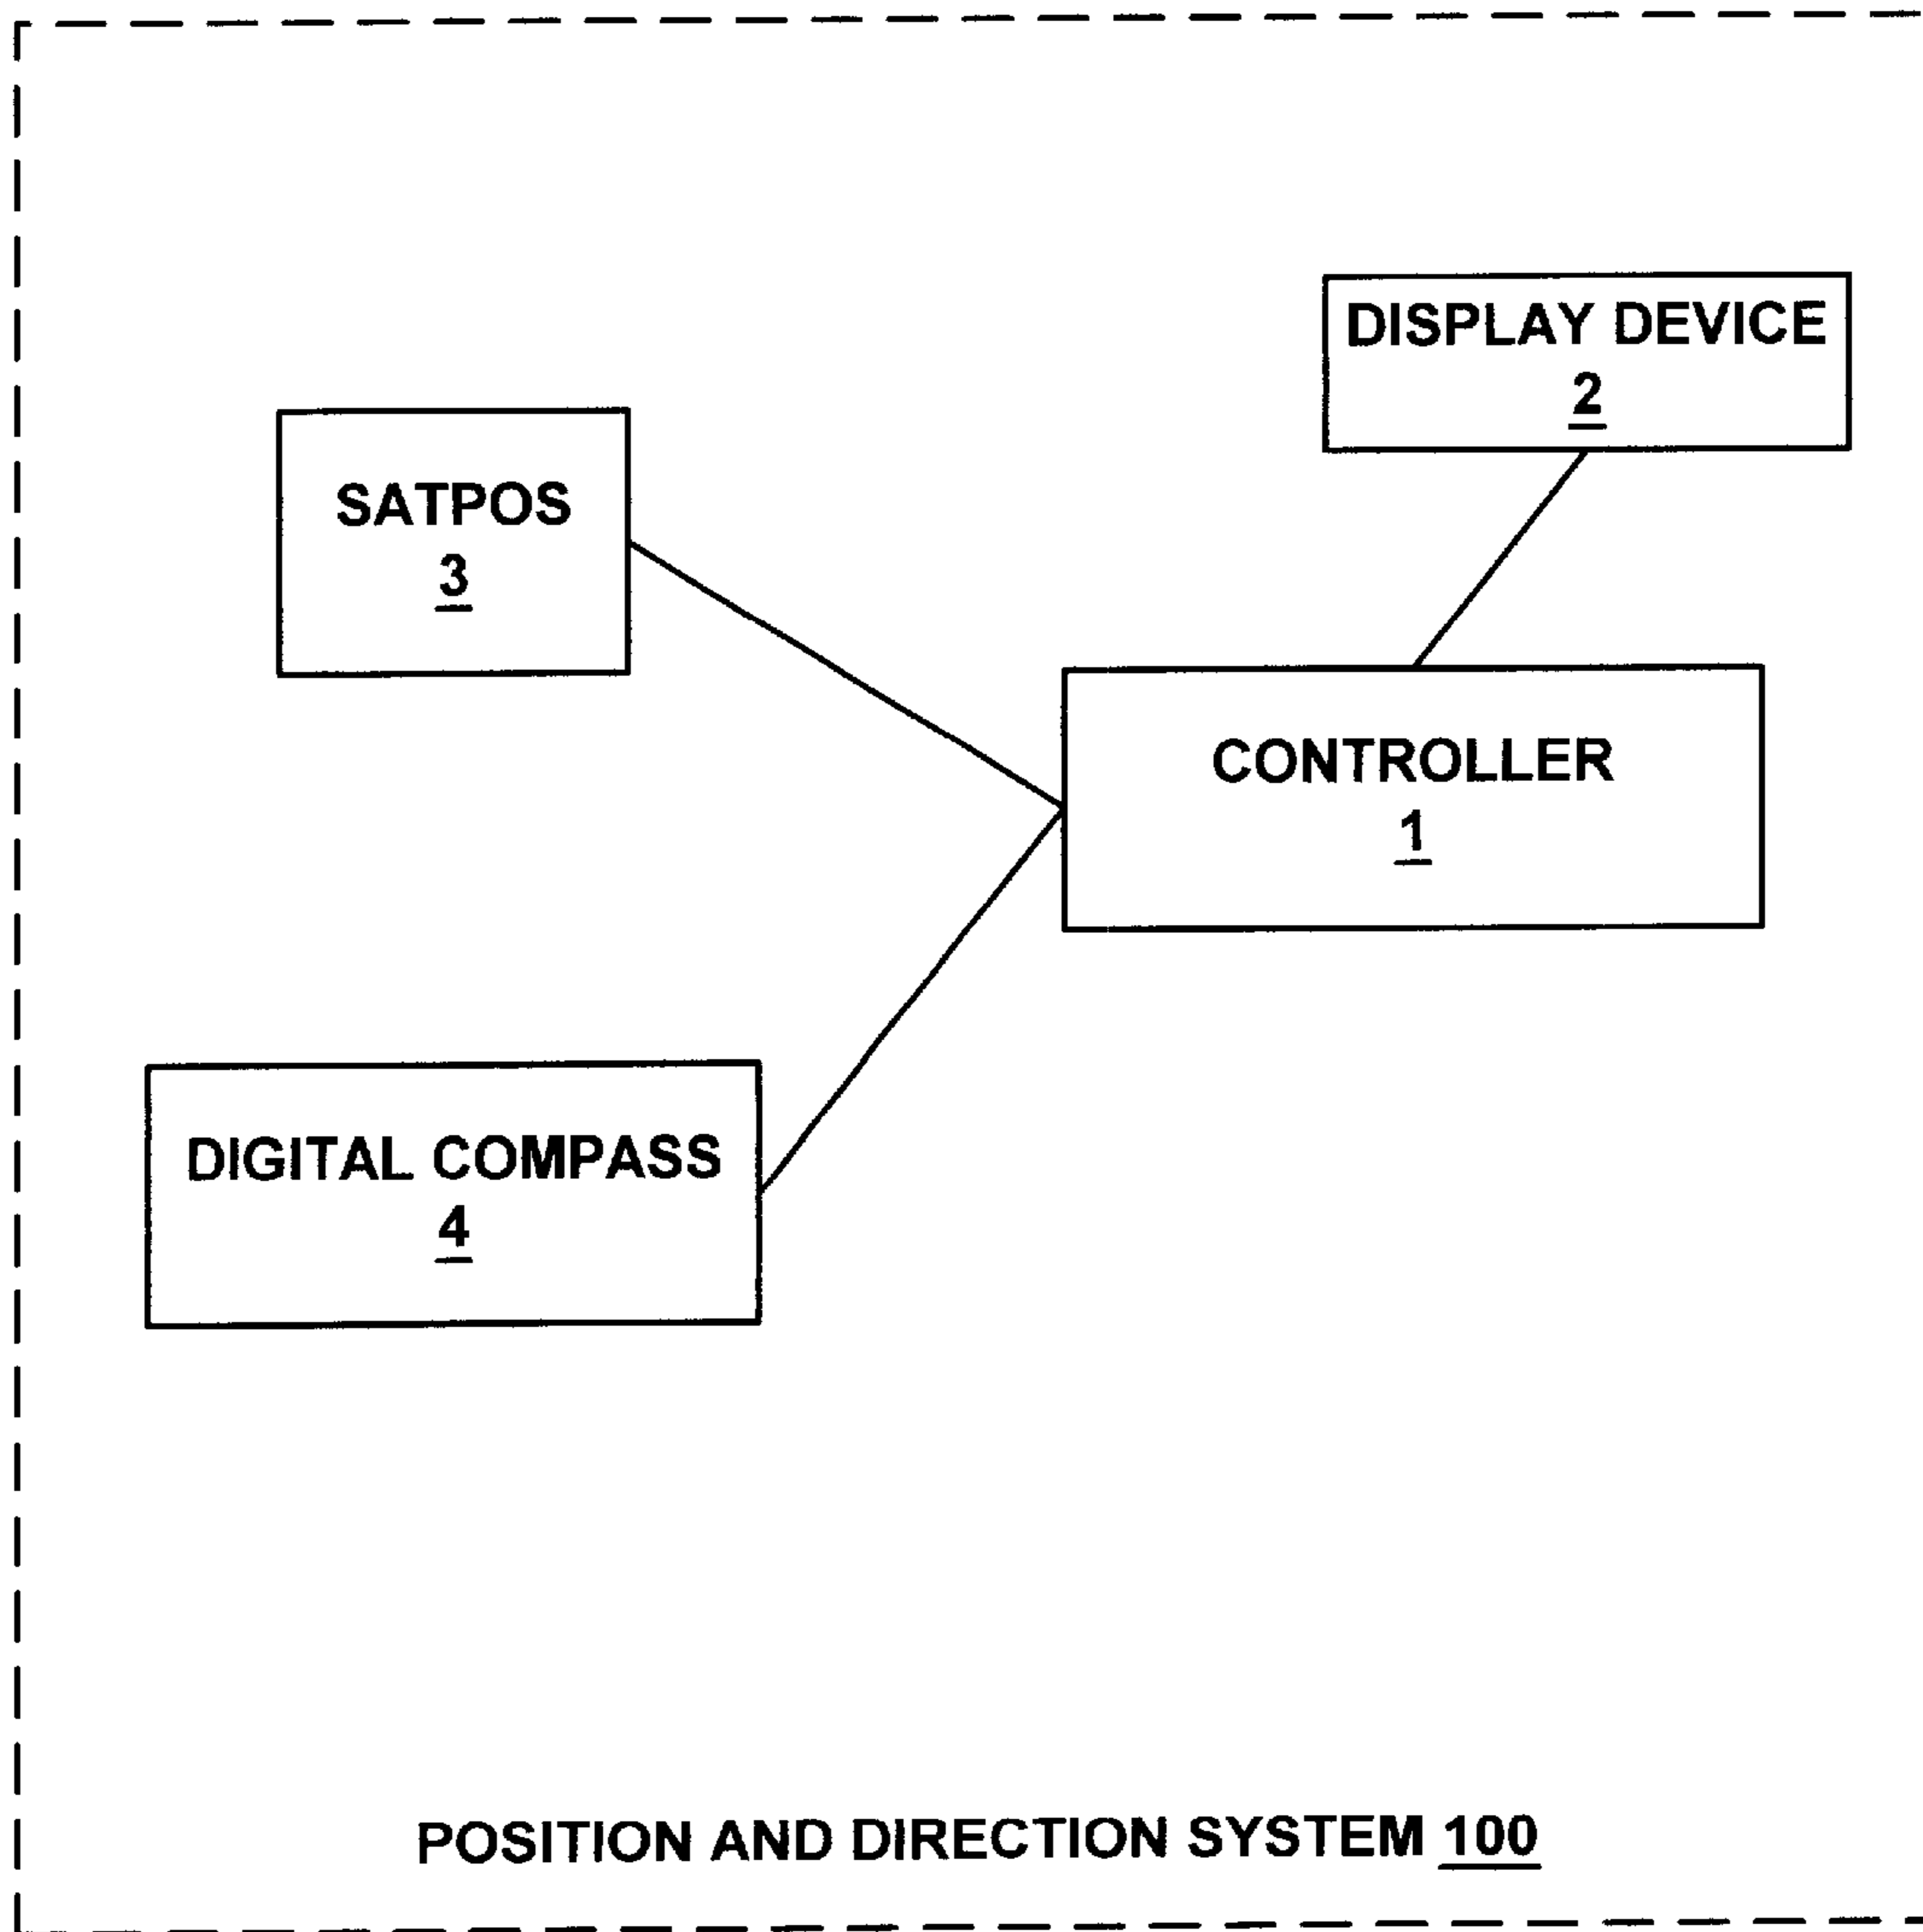 DISPLAY DEVICE
2
SATPOS
3
CONTROLLER
1
DIGITAL COMPASS
4
POSITION AND DIRECTION SYSTEM 100